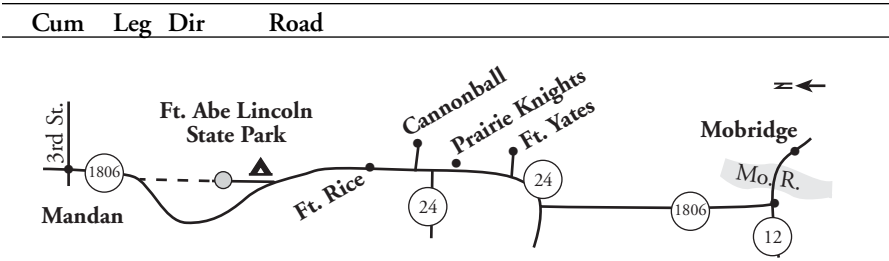 Cum Leg Dir Road
3rd St.
1806
Mandan
Ft. Abe Lincoln
State Park
Ft. Rice
Cannonball
24
Prairie Knights
Ft. Yates
24
1806
Mobridge
Mo. R.
12
N